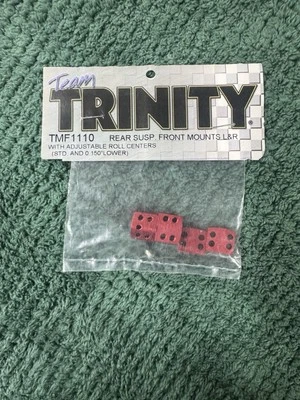 Team
TRINITY
TMF1110 REAR SUSP. FRONT MOUNTS L&R
WITH ADJUSTABLE ROLL CENTERS
(STD. AND 0.150"LOWER)